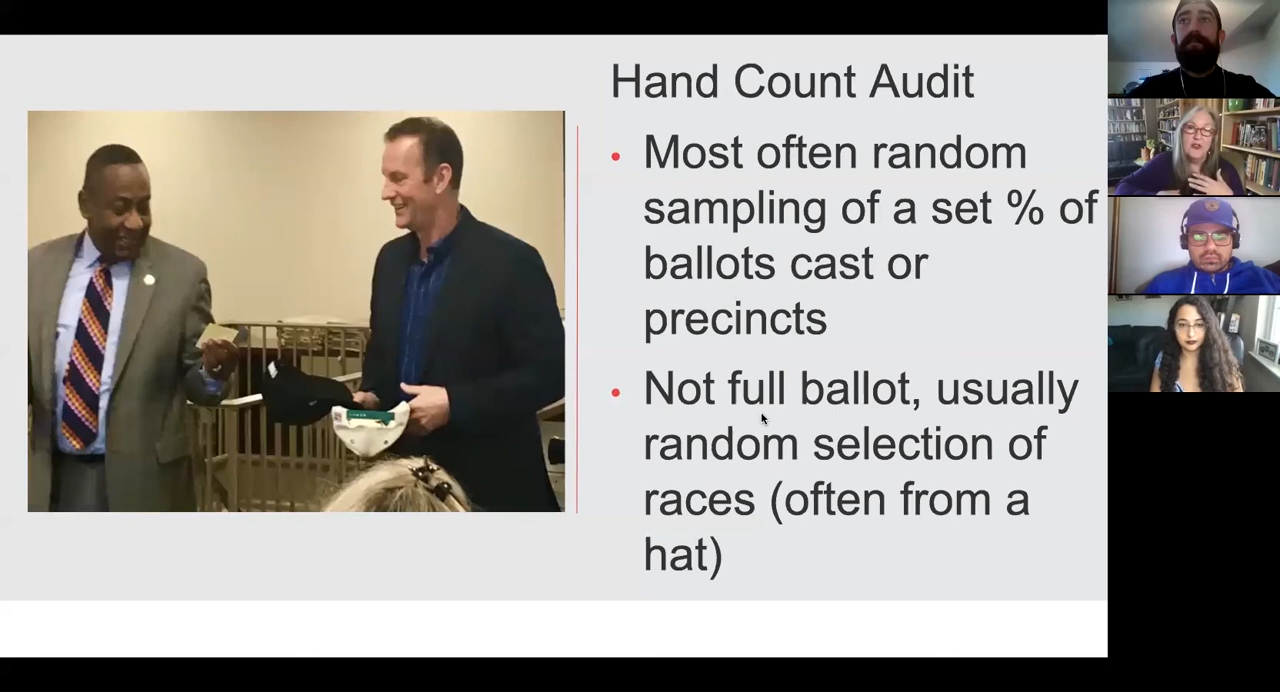 Hand Count Audit
• Most often random
sampling of a set % of
ballots cast or
precincts
• Not full ballot, usually
random selection of
races (often from a
hat)